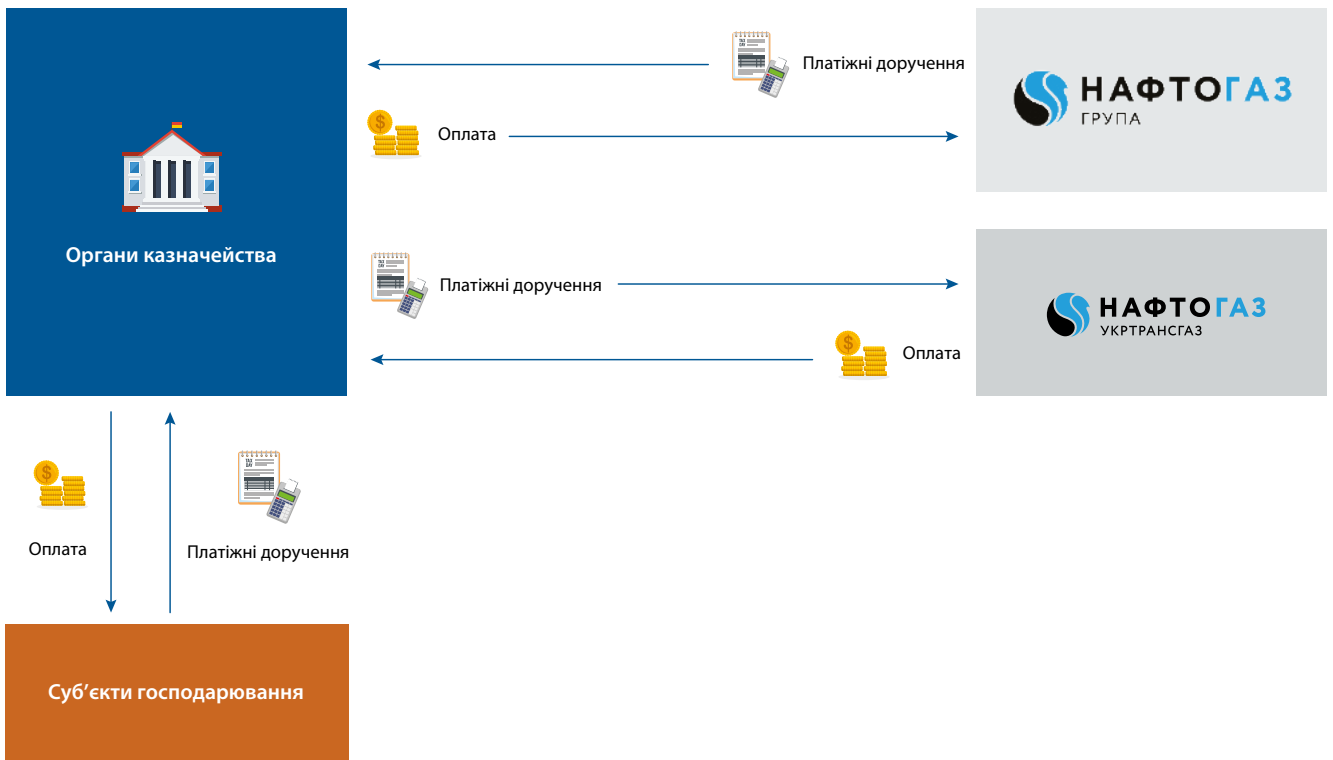 Платіжні доручення
НАФТОГАЗ
ГРУПА
Оплата
Органи казначейства
Платіжні доручення
НАФТОГАЗ
УКРТРАНСГАЗ
Оплата
Оплата
Платіжні доручення
Суб’єкти господарювання